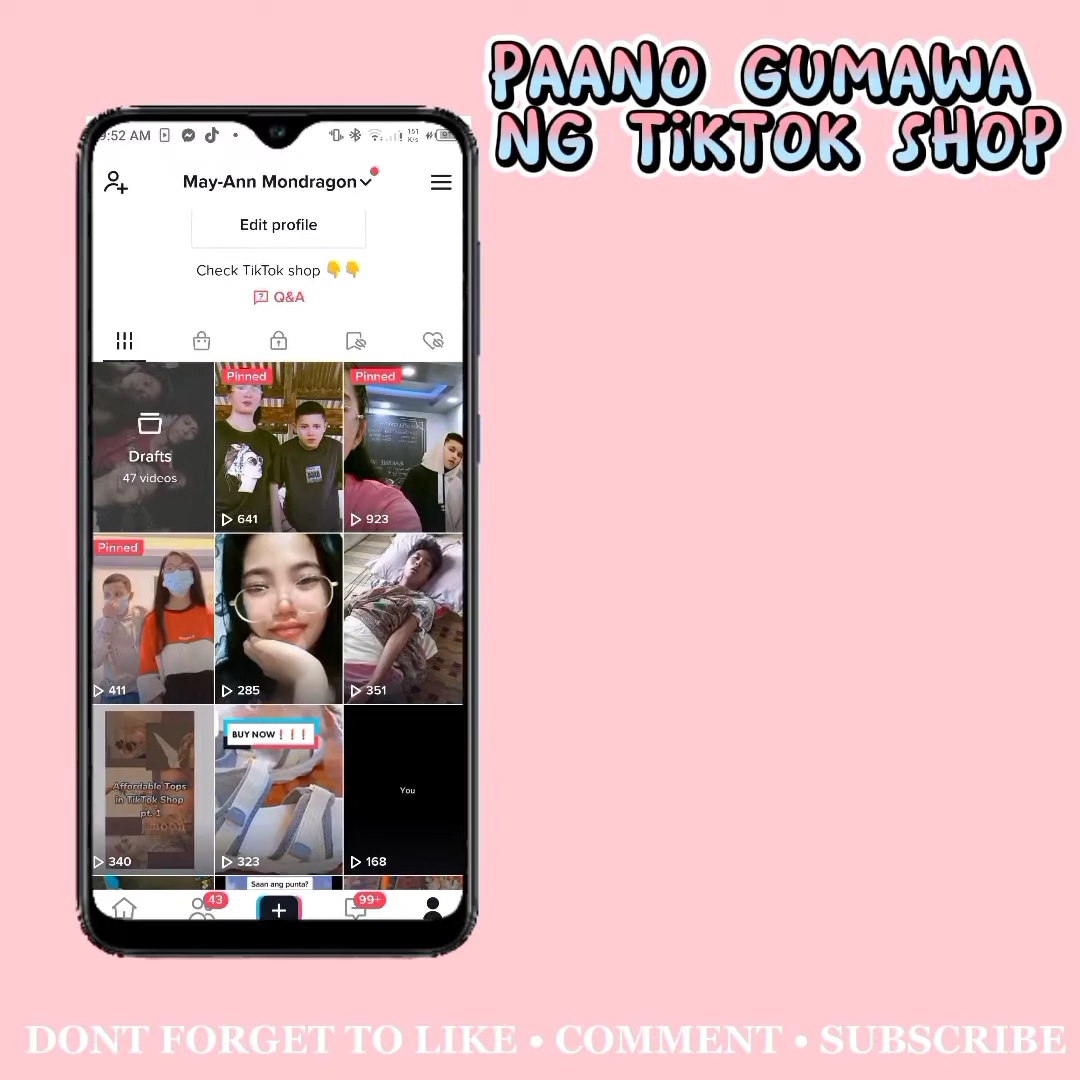 PAANO GUMAWA
NG TiKTOK SHOP
9:52 AM
151
K/s
May-Ann Mondragon
Edit profile
Check TikTok shop 👇👇
Q&A
Pinned
Pinned
Drafts
47 videos
641
923
Pinned
411
285
351
BUY NOW ❗❗❗
Affordable Tops
in TikTok Shop
pt. 1
You
340
323
168
Saan ang punta?
43
99+
DONT FORGET TO LIKE • COMMENT • SUBSCRIBE